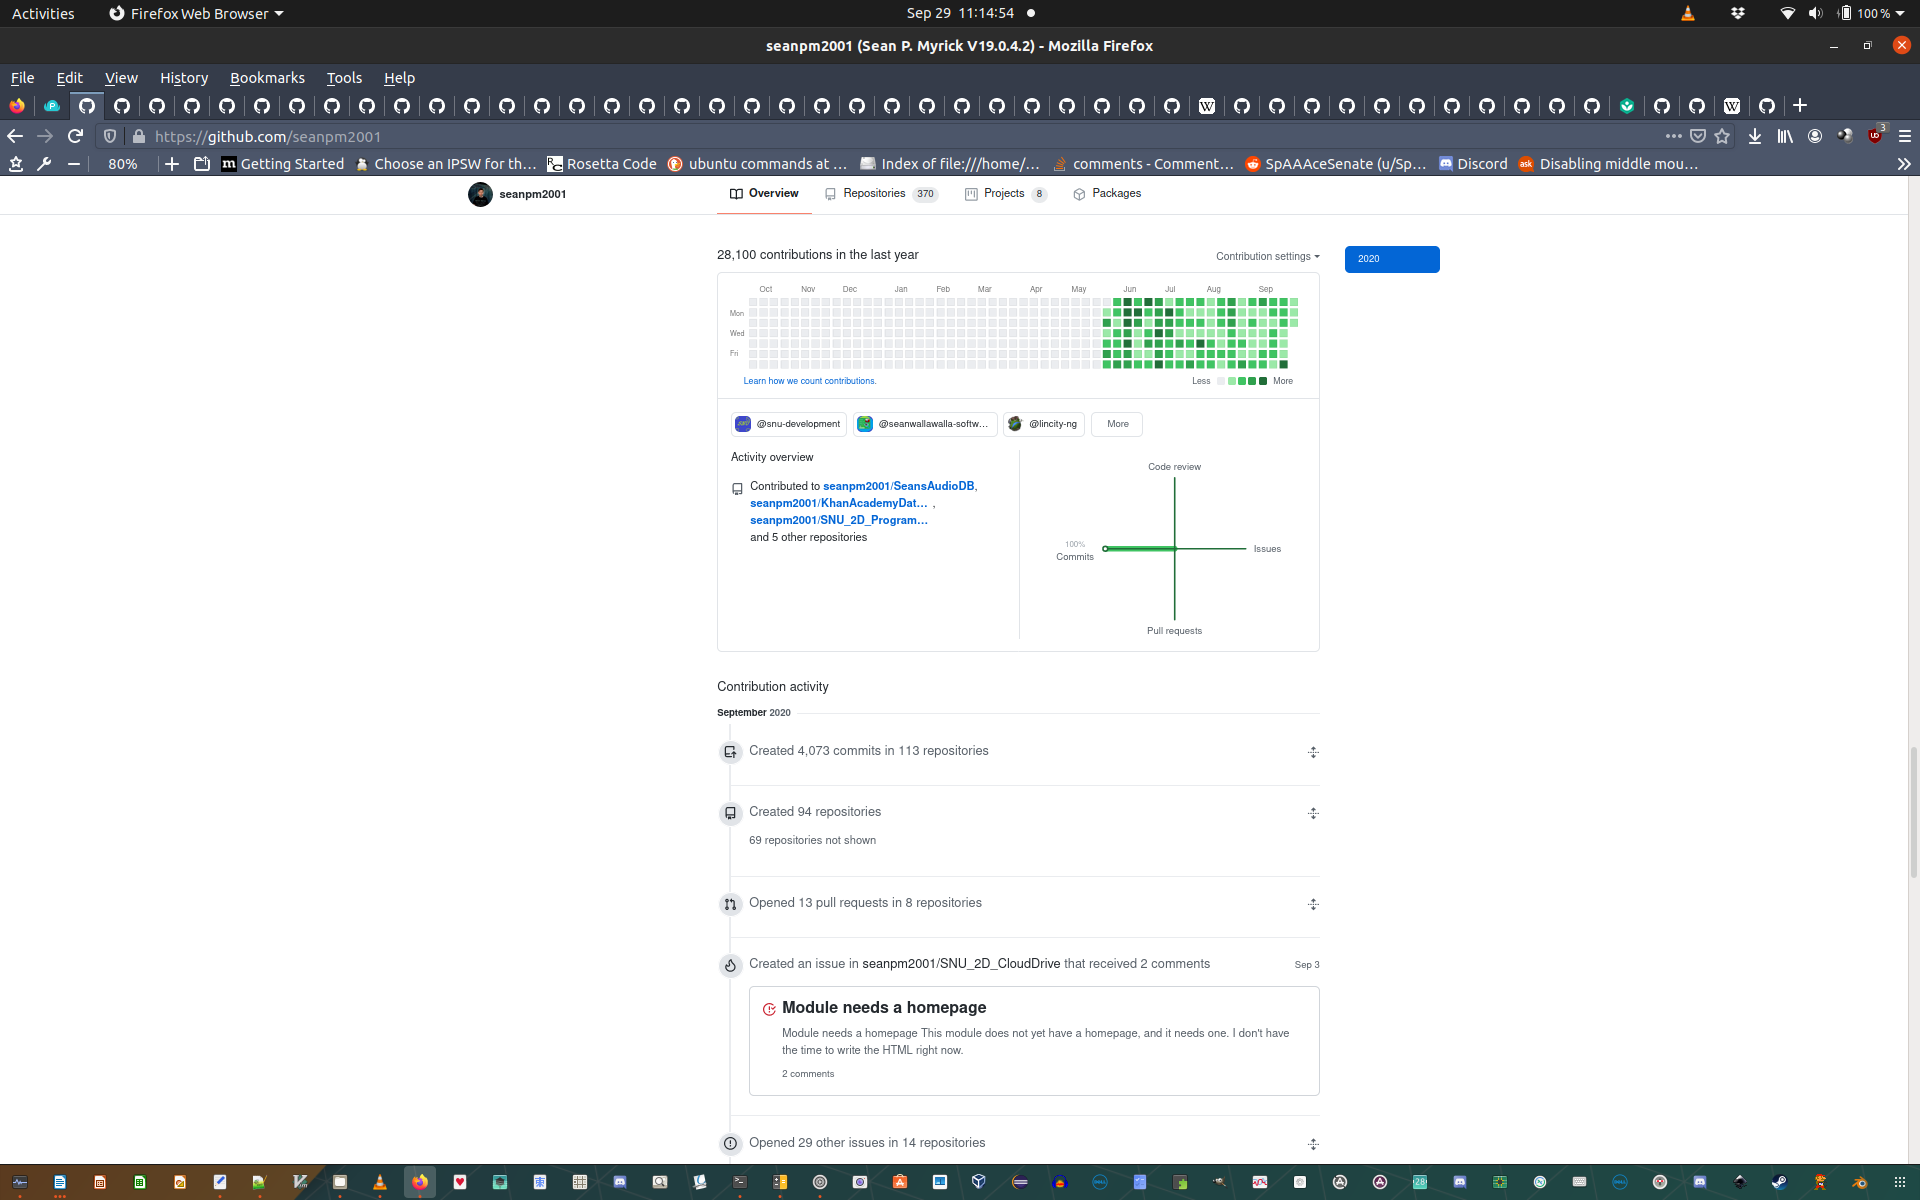 Activities
Firefox Web Browser
Sep 29 11:14:54
100 %
seanpm2001 (Sean P. Myrick V19.0.4.2) - Mozilla Firefox
File Edit View History Bookmarks Tools Help
https://github.com/seanpm2001
3
80%
Getting Started
Choose an IPSW for th…
Rosetta Code
ubuntu commands at …
Index of file:///home/…
comments - Comment…
SpAAAceSenate (u/Sp…
Discord
Disabling middle mou…
seanpm2001
Overview
Repositories 370
Projects 8
Packages
28,100 contributions in the last year
Contribution settings
2020
Oct Nov Dec Jan Feb Mar Apr May Jun Jul Aug Sep
Mon
Wed
Fri
Learn how we count contributions.
Less More
@snu-development
@seanwallawalla-softw…
@lincity-ng
More
Activity overview
Contributed to seanpm2001/SeansAudioDB,
seanpm2001/KhanAcademyDat… ,
seanpm2001/SNU_2D_Program…
and 5 other repositories
Code review
100%
Commits
Issues
Pull requests
Contribution activity
September 2020
Created 4,073 commits in 113 repositories
Created 94 repositories
69 repositories not shown
Opened 13 pull requests in 8 repositories
Created an issue in seanpm2001/SNU_2D_CloudDrive that received 2 comments
Sep 3
Module needs a homepage
Module needs a homepage This module does not yet have a homepage, and it needs one. I don't have
the time to write the HTML right now.
2 comments
Opened 29 other issues in 14 repositories